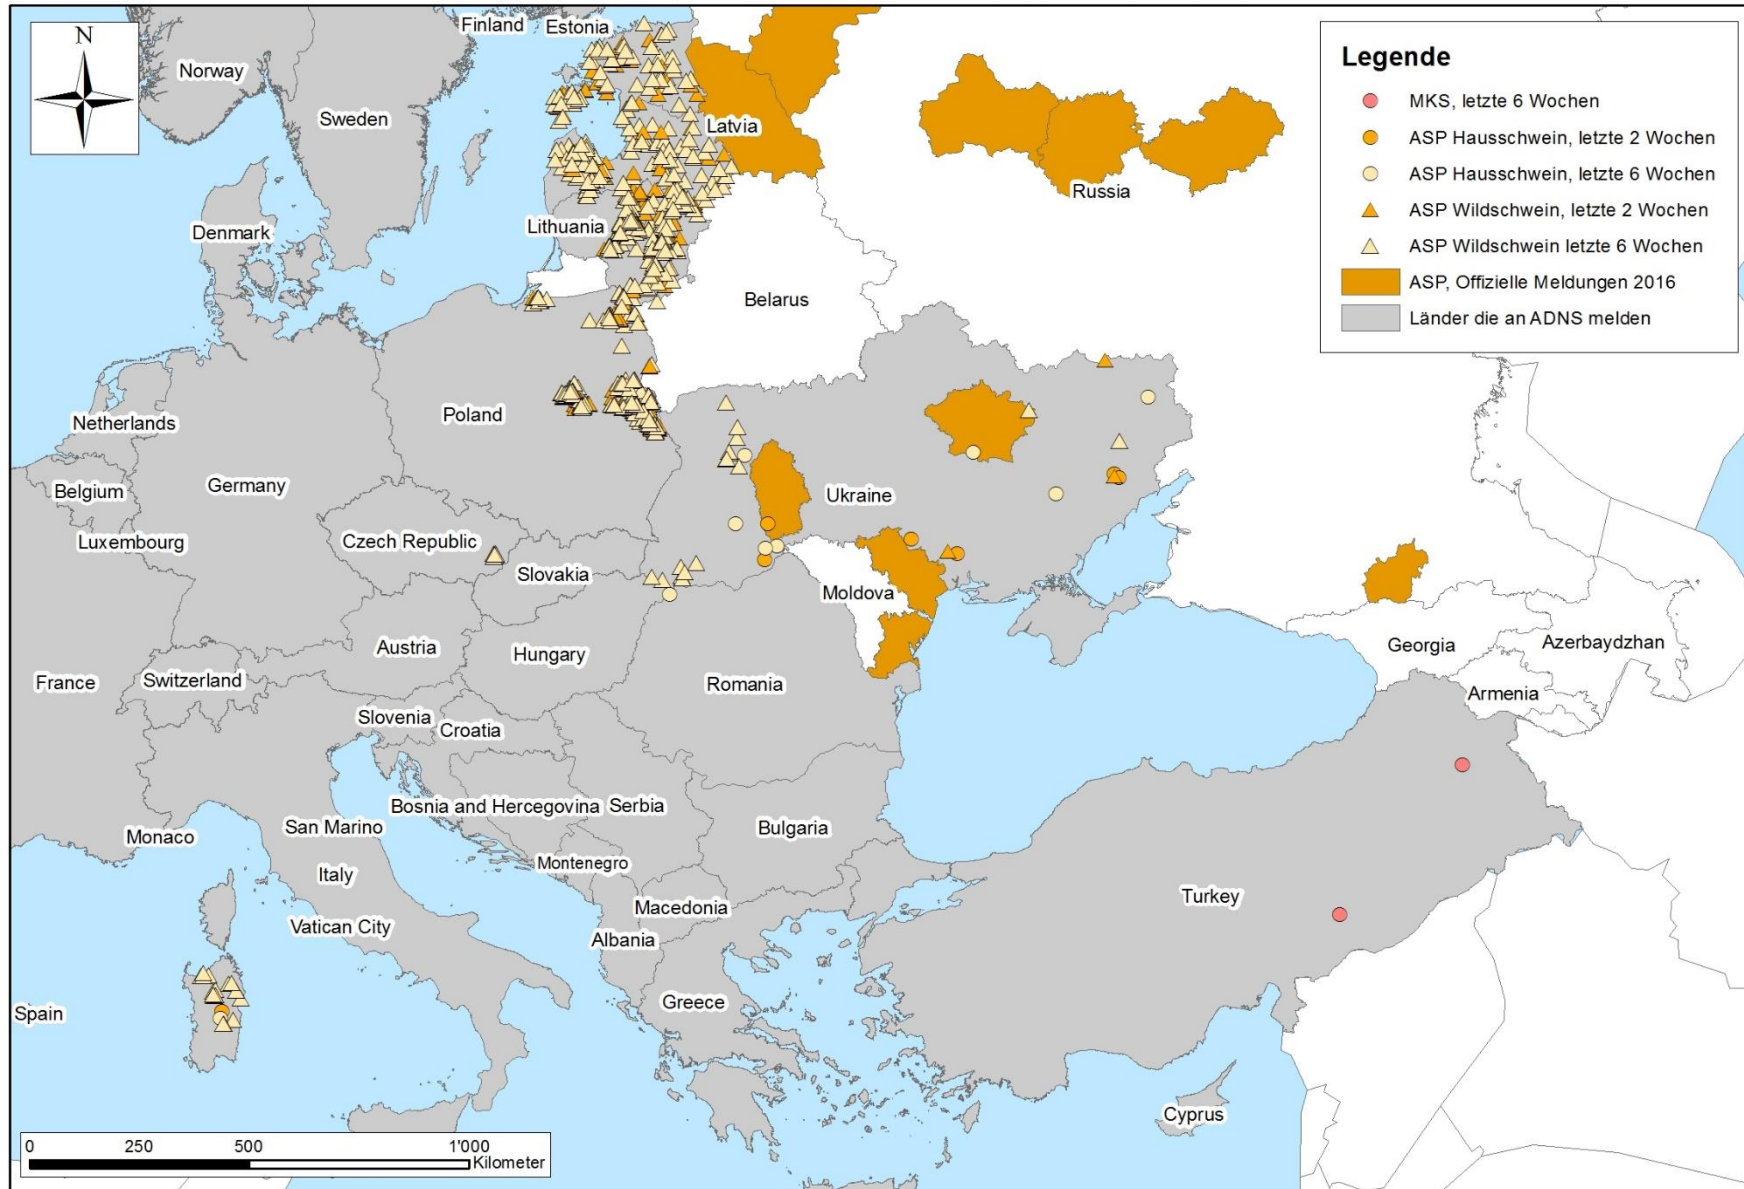 N
Finland
Estonia
Norway
Sweden
Latvia
Russia
Denmark
Lithuania
Belarus
Netherlands
Poland
Belgium
Germany
Ukraine
Luxembourg
Czech Republic
Slovakia
Moldova
Austria
Hungary
Georgia
Azerbaydzhan
France
Switzerland
Romania
Armenia
Slovenia
Croatia
Bosnia and Hercegovina
Serbia
San Marino
Bulgaria
Monaco
Montenegro
Italy
Turkey
Macedonia
Vatican City
Albania
Spain
Greece
Cyprus
Legende
MKS, letzte 6 Wochen
ASP Hausschwein, letzte 2 Wochen
ASP Hausschwein, letzte 6 Wochen
ASP Wildschwein, letzte 2 Wochen
ASP Wildschwein letzte 6 Wochen
ASP, Offizielle Meldungen 2016
Länder die an ADNS melden
0 250 500 1'000
Kilometer